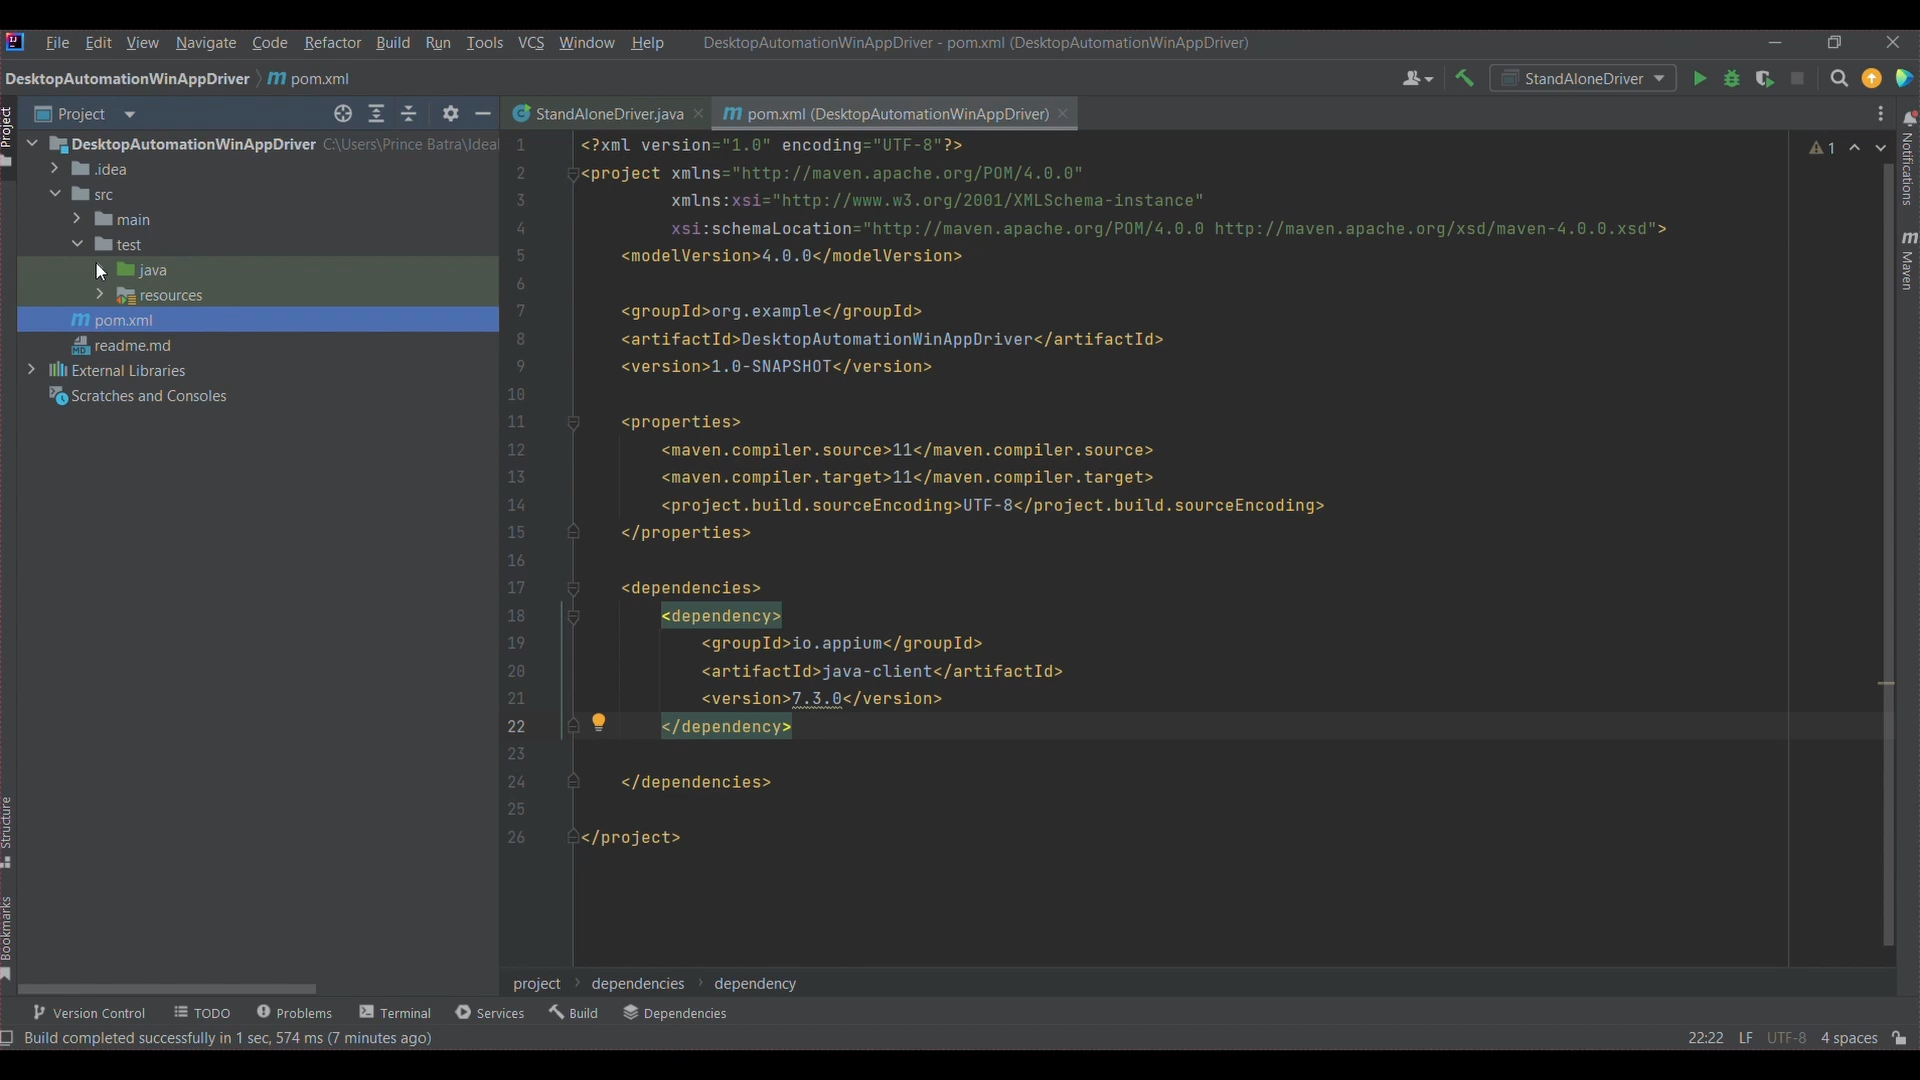 File Edit View Navigate Code Refactor Build Run Tools VCS Window Help DesktopAutomationWinAppDriver - pom.xml (DesktopAutomationWinAppDriver)
DesktopAutomationWinAppDriver m pom.xml StandAloneDriver
Project
Project
StandAloneDriver.java
m pom.xml (DesktopAutomationWinAppDriver)
DesktopAutomationWinAppDriver C:\Users\Prince Batra\Idea
.idea
src
main
test
java
resources
m pom.xml
readme.md
External Libraries
Scratches and Consoles
1 <?xml version="1.0" encoding="UTF-8"?>
2 <project xmlns="http://maven.apache.org/POM/4.0.0"
3 xmlns:xsi="http://www.w3.org/2001/XMLSchema-instance"
4 xsi:schemaLocation="http://maven.apache.org/POM/4.0.0 http://maven.apache.org/xsd/maven-4.0.0.xsd">
5 <modelVersion>4.0.0</modelVersion>
6
7 <groupId>org.example</groupId>
8 <artifactId>DesktopAutomationWinAppDriver</artifactId>
9 <version>1.0-SNAPSHOT</version>
10
11 <properties>
12 <maven.compiler.source>11</maven.compiler.source>
13 <maven.compiler.target>11</maven.compiler.target>
14 <project.build.sourceEncoding>UTF-8</project.build.sourceEncoding>
15 </properties>
16
17 <dependencies>
18 <dependency>
19 <groupId>io.appium</groupId>
20 <artifactId>java-client</artifactId>
21 <version>7.3.0</version>
22 </dependency>
23
24 </dependencies>
25
26 </project>
1
Notifications
m Maven
Structure
Bookmarks
project dependencies dependency
Version Control TODO Problems Terminal Services Build Dependencies
Build completed successfully in 1 sec, 574 ms (7 minutes ago) 22:22 LF UTF-8 4 spaces